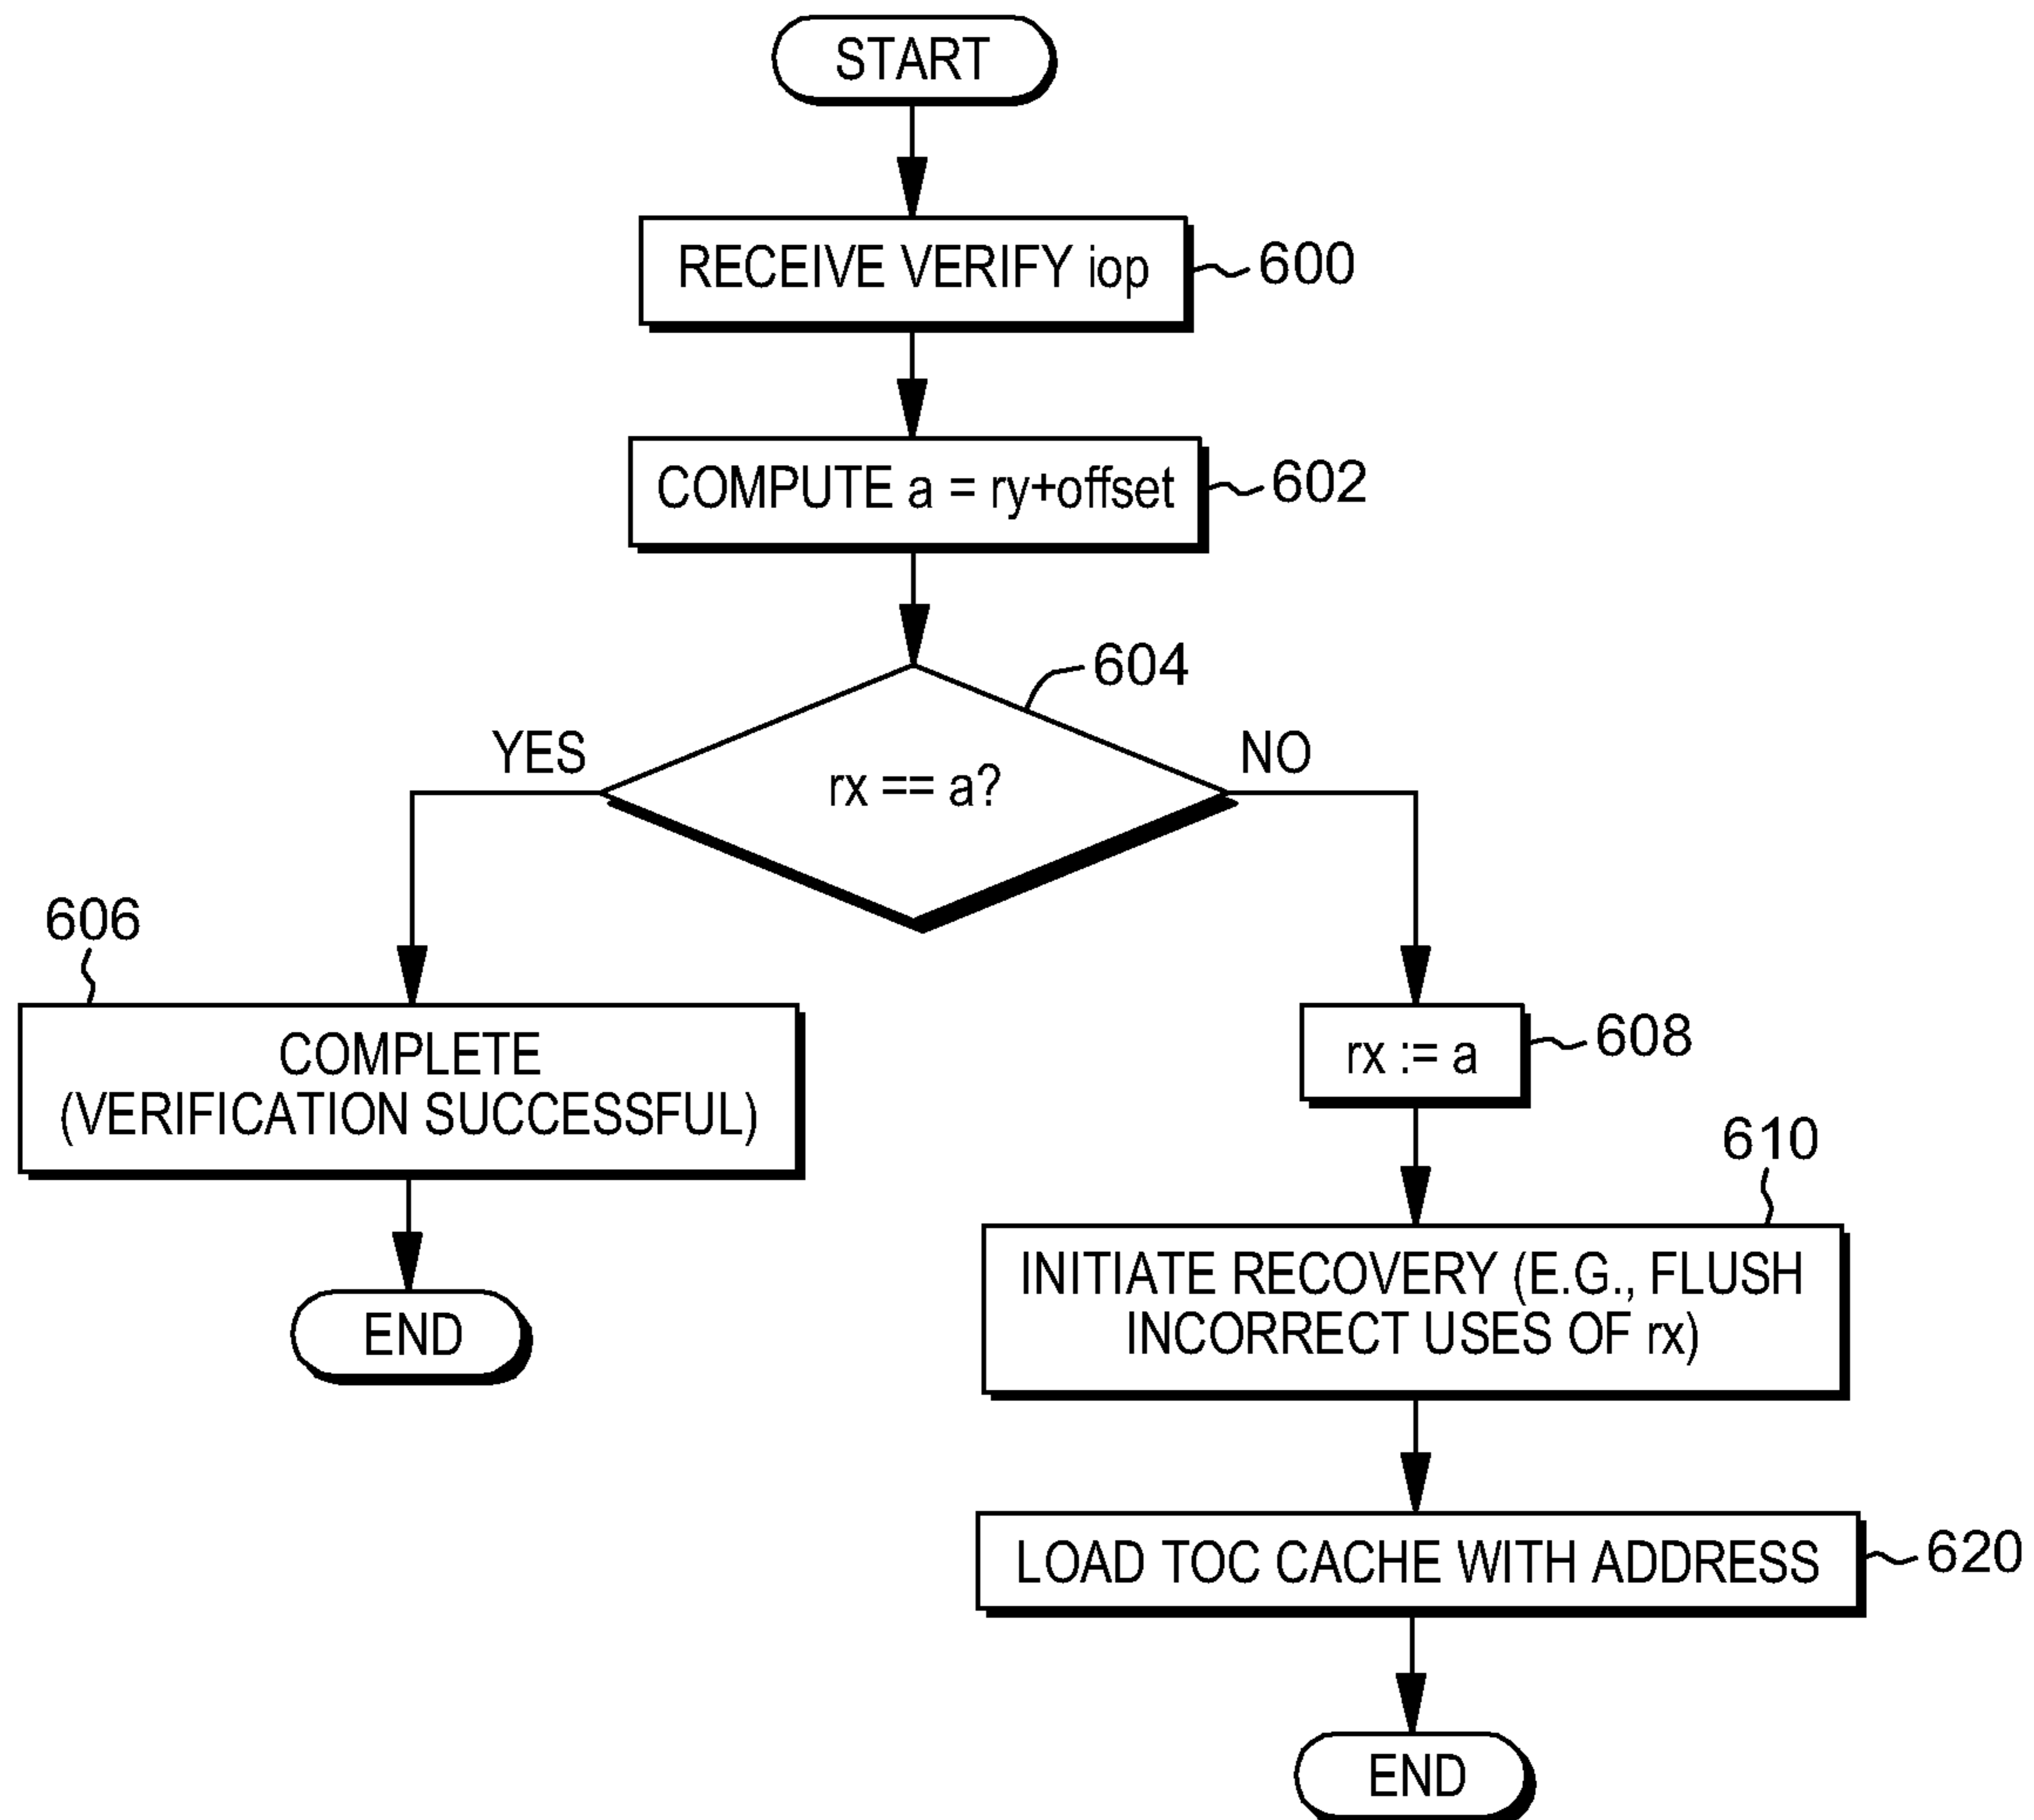 START
RECEIVE VERIFY iop
600
COMPUTE a = ry+offset
602
604
rx == a?
YES
NO
606
COMPLETE
(VERIFICATION SUCCESSFUL)
END
rx := a
608
610
INITIATE RECOVERY (E.G., FLUSH
INCORRECT USES OF rx)
LOAD TOC CACHE WITH ADDRESS
620
END